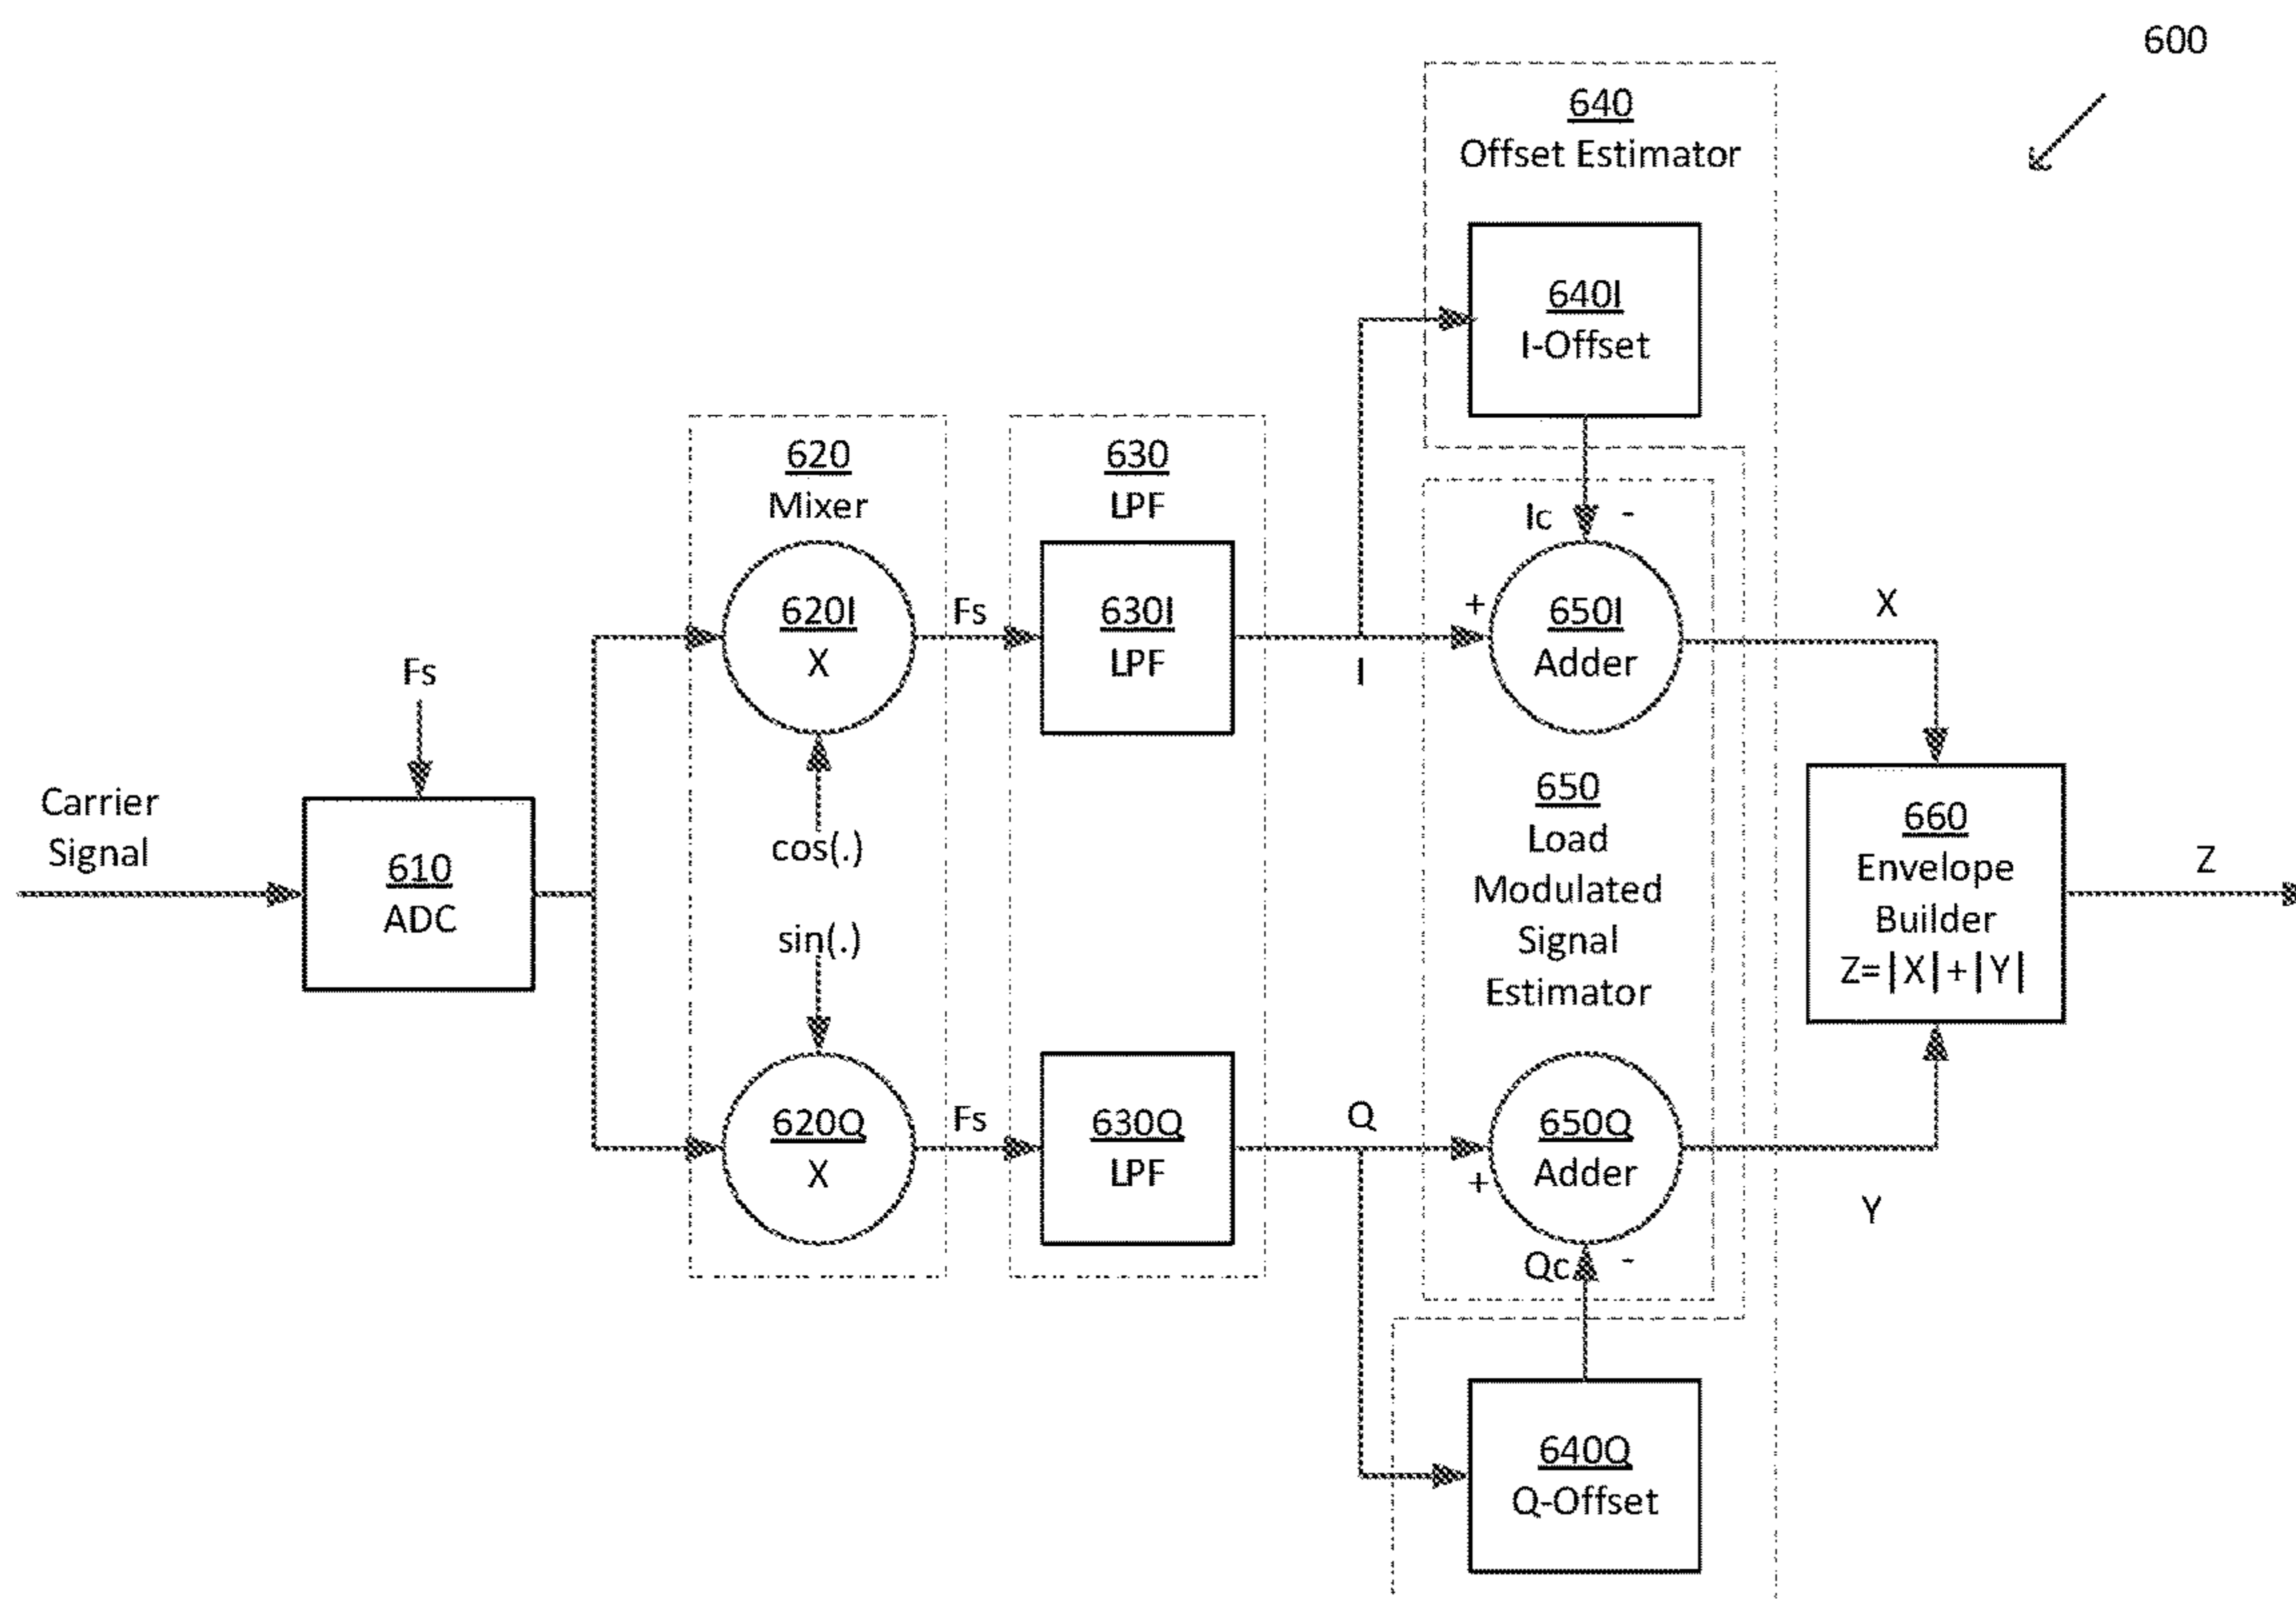 600
640
Offset Estimator
640I
I-Offset
620
Mixer
630
LPF
Ic
-
620I
X
Fs
630I
LPF
I
+
650I
Adder
X
Fs
Carrier
Signal
610
ADC
cos(.)
sin(.)
650
Load
Modulated
Signal
Estimator
660
Envelope
Builder
Z=|X|+|Y|
Z
620Q
X
Fs
630Q
LPF
Q
+
650Q
Adder
Y
Qc
-
640Q
Q-Offset